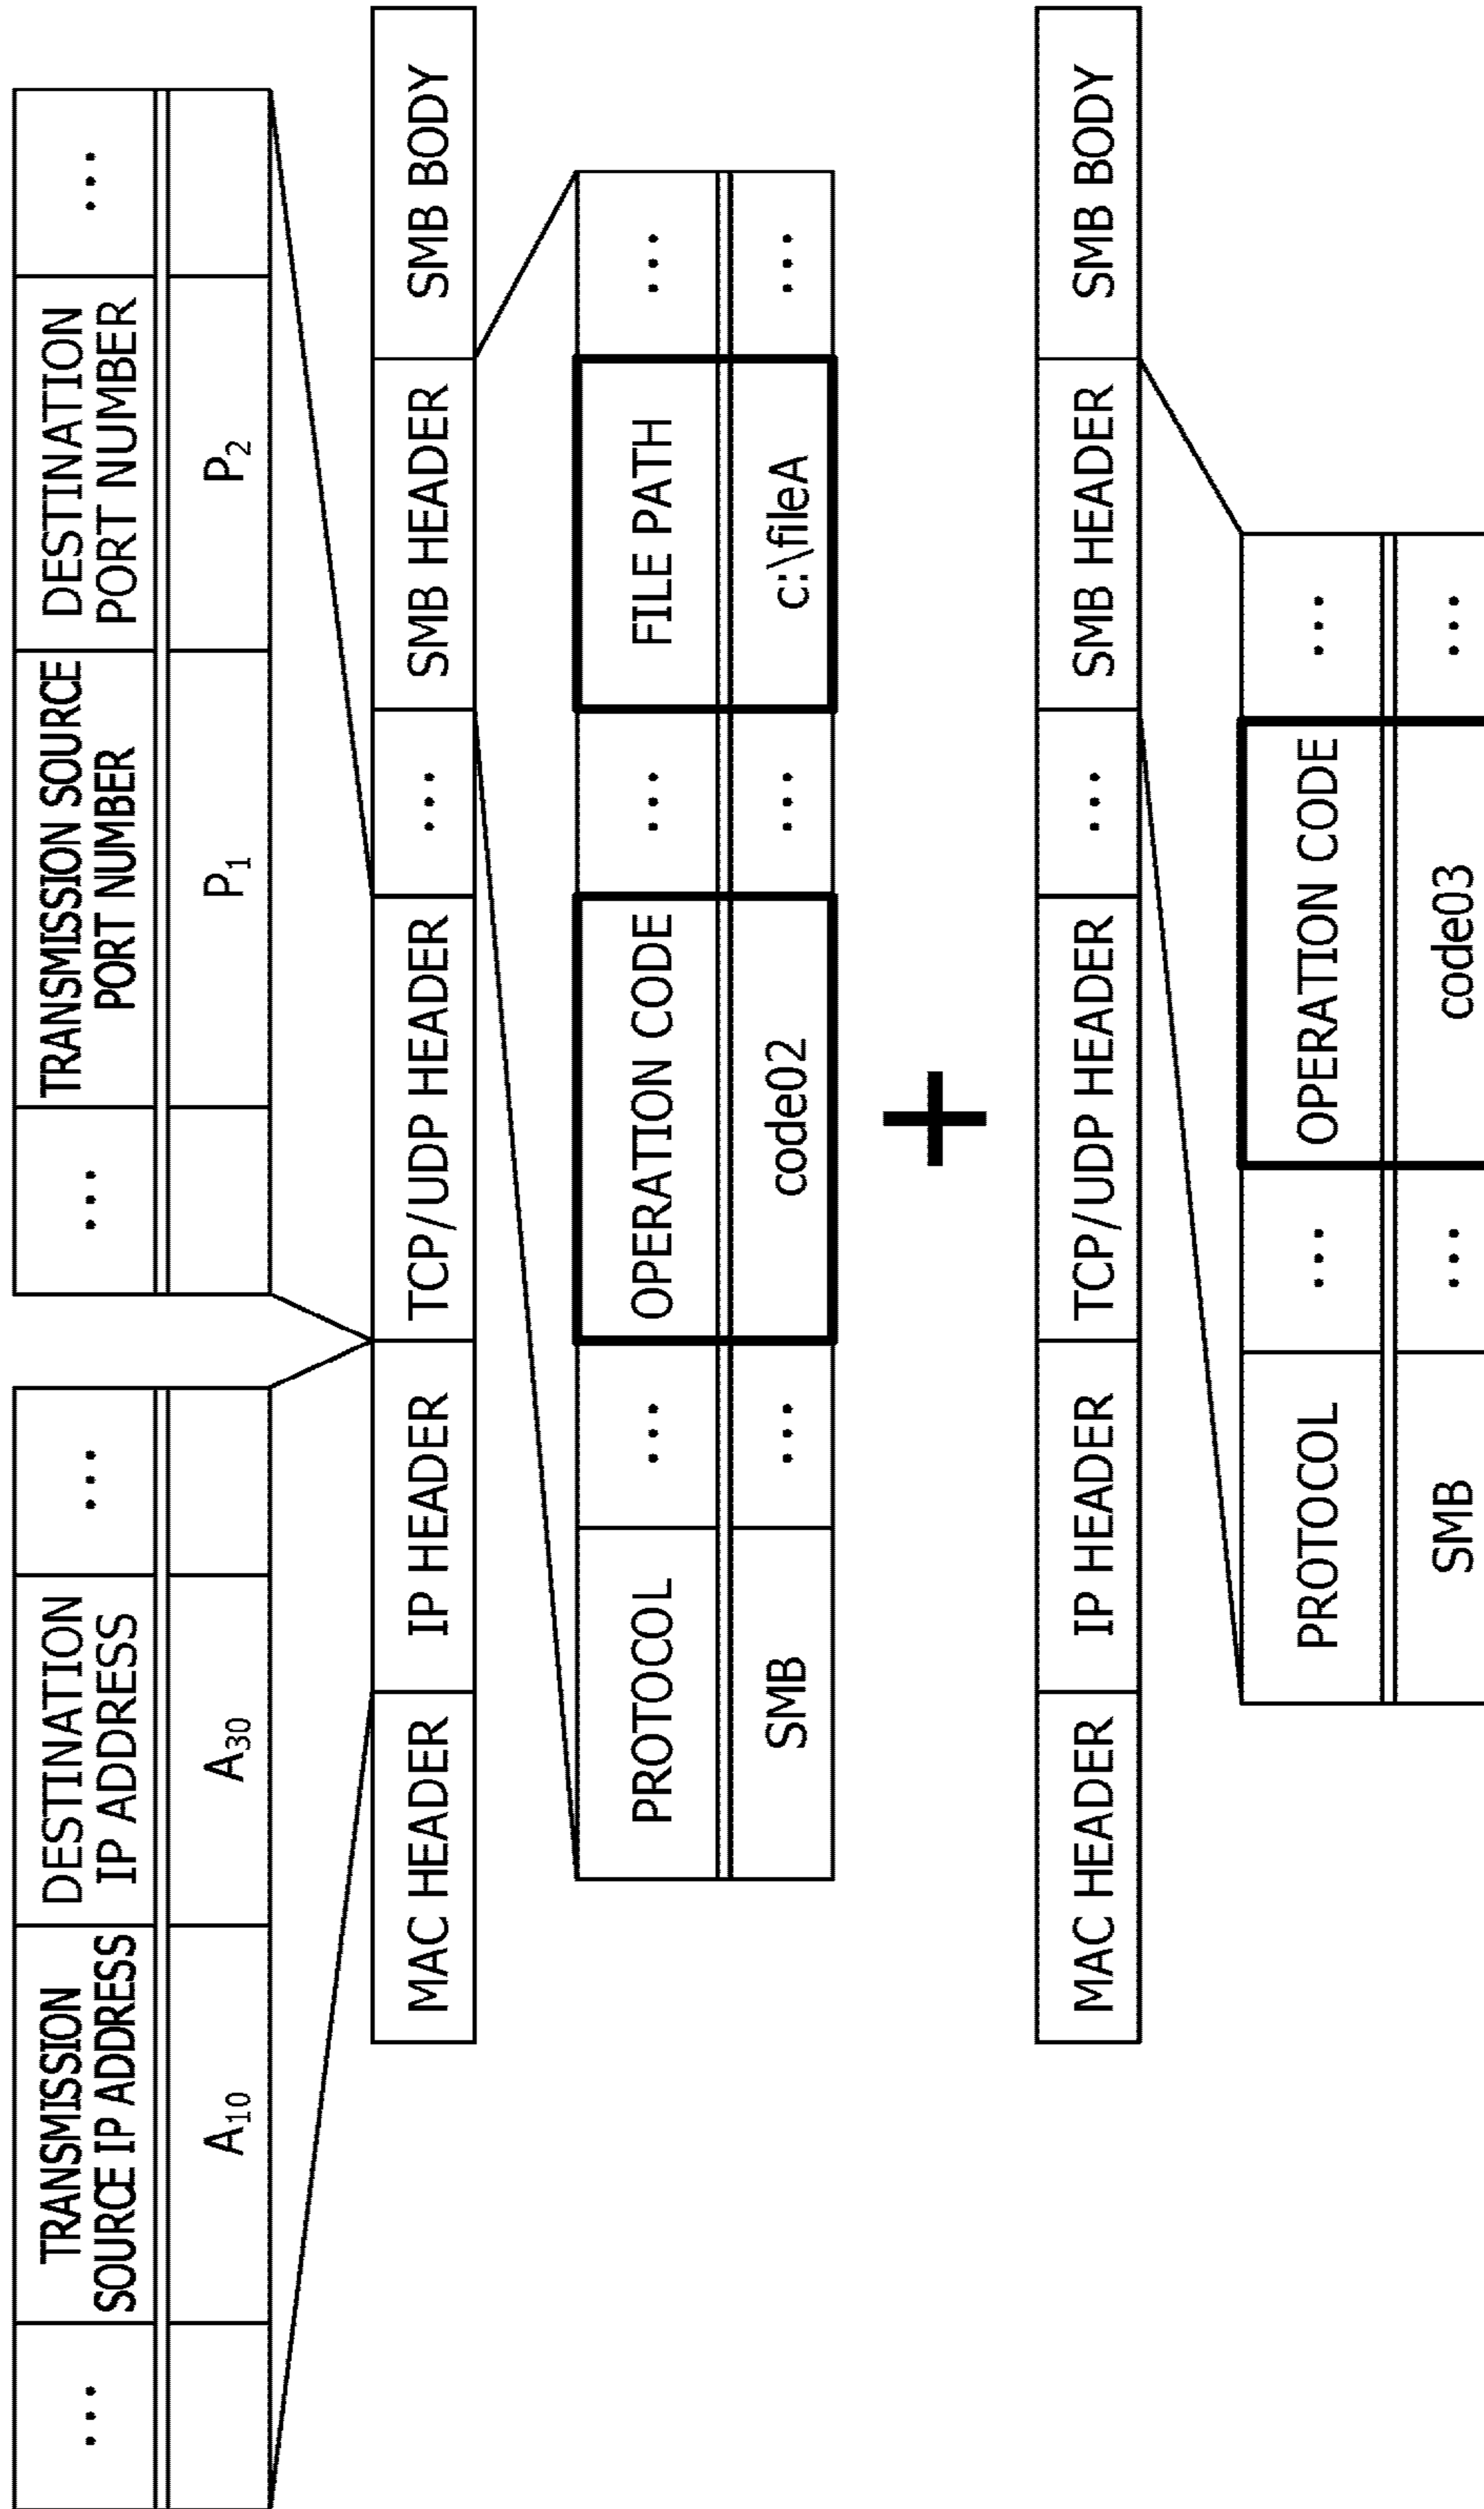 ...
TRANSMISSION
SOURCE IP ADDRESS
DESTINATION
IP ADDRESS
...
A10
A30
...
TRANSMISSION SOURCE
PORT NUMBER
DESTINATION
PORT NUMBER
...
P1
P2
MAC HEADER
IP HEADER
TCP/UDP HEADER
...
SMB HEADER
SMB BODY
PROTOCOL
...
OPERATION CODE
...
FILE PATH
...
SMB
...
code02
...
c:\fileA
...
+
MAC HEADER
IP HEADER
TCP/UDP HEADER
...
SMB HEADER
SMB BODY
PROTOCOL
...
OPERATION CODE
...
SMB
...
code03
...